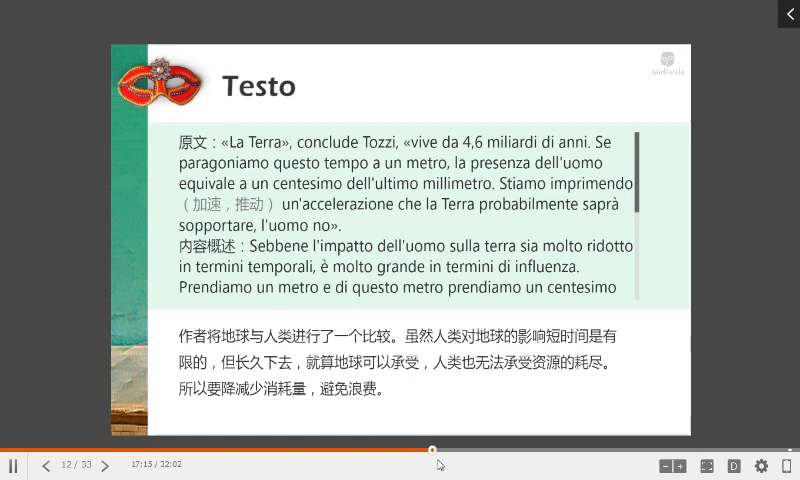 kaidilalala
Testo
原文：«La Terra», conclude Tozzi, «vive da 4,6 miliardi di anni. Se
paragoniamo questo tempo a un metro, la presenza dell'uomo
equivale a un centesimo dell'ultimo millimetro. Stiamo imprimendo
（加速，推动）un'accelerazione che la Terra probabilmente saprà
sopportare, l'uomo no».
内容概述：Sebbene l'impatto dell'uomo sulla terra sia molto ridotto
in termini temporali, è molto grande in termini di influenza.
Prendiamo un metro e di questo metro prendiamo un centesimo
作者将地球与人类进行了一个比较。虽然人类对地球的影响短时间是有
限的，但长久下去，就算地球可以承受，人类也无法承受资源的耗尽。
所以要降减少消耗量，避免浪费。
12 / 33
17:15 / 32:02
D